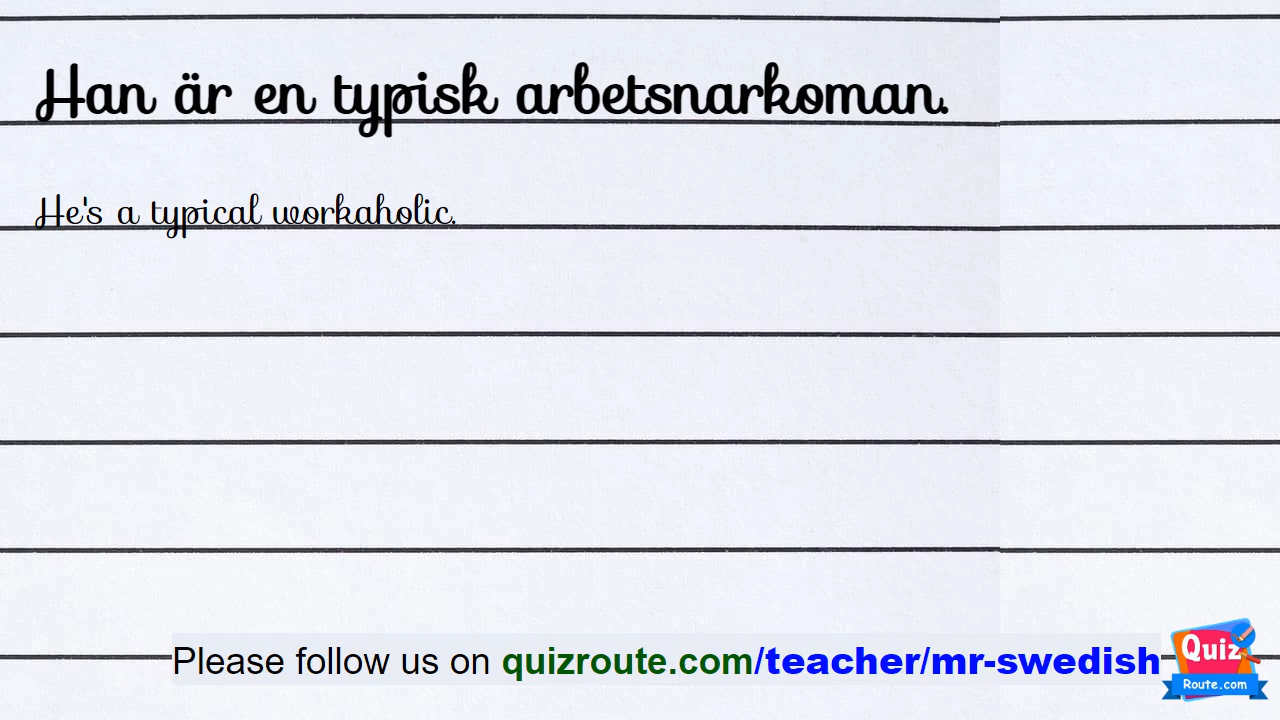 Han är en typisk arbetsnarkoman.
He's a typical workaholic.
Please follow us on quizroute.com/teacher/mr-swedish
Quiz
Route.com